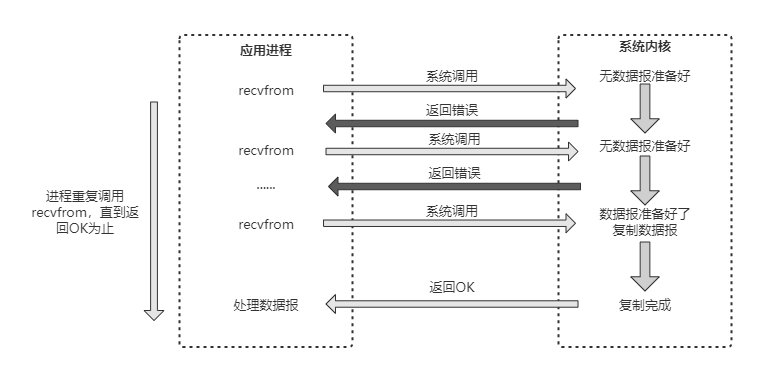 应用进程
系统内核
recvfrom
系统调用
无数据报准备好
返回错误
recvfrom
系统调用
无数据报准备好
......
返回错误
进程重复调用
recvfrom，直到返
回OK为止
recvfrom
系统调用
数据报准备好了
复制数据报
处理数据报
返回OK
复制完成